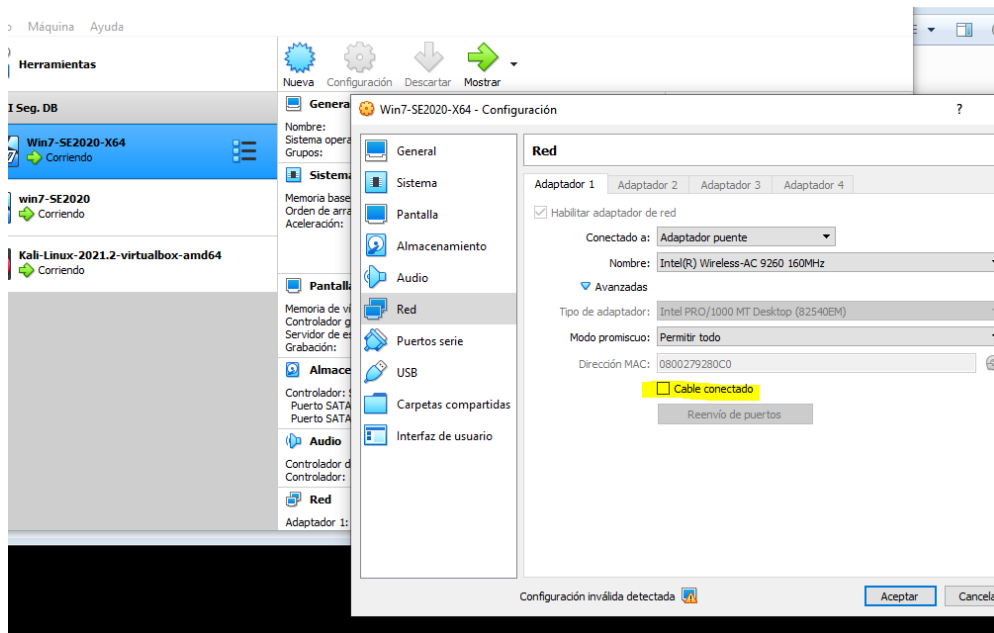 Máquina Ayuda
Herramientas
Nueva Configuración Descartar Mostrar
I Seg. DB
Win7-SE2020-X64
Corriendo
win7-SE2020
Corriendo
Kali-Linux-2021.2-virtualbox-amd64
Corriendo
Genera
Nombre:
Sistema opera
Grupos:
Sistema
Memoria base
Orden de arra
Aceleración:
Pantalla
Memoria de vi
Controlador g
Servidor de es
Grabación:
Almace
Controlador: S
Puerto SATA
Puerto SATA
Audio
Controlador d
Controlador:
Red
Adaptador 1:
Win7-SE2020-X64 - Configuración ?
General
Sistema
Pantalla
Almacenamiento
Audio
Red
Puertos serie
USB
Carpetas compartidas
Interfaz de usuario
Red
Adaptador 1 Adaptador 2 Adaptador 3 Adaptador 4
Habilitar adaptador de red
Conectado a: Adaptador puente
Nombre: Intel(R) Wireless-AC 9260 160MHz
Avanzadas
Tipo de adaptador: Intel PRO/1000 MT Desktop (82540EM)
Modo promiscuo: Permitir todo
Dirección MAC: 0800279280C0
Cable conectado
Reenvío de puertos
Configuración inválida detectada
Aceptar Cancela